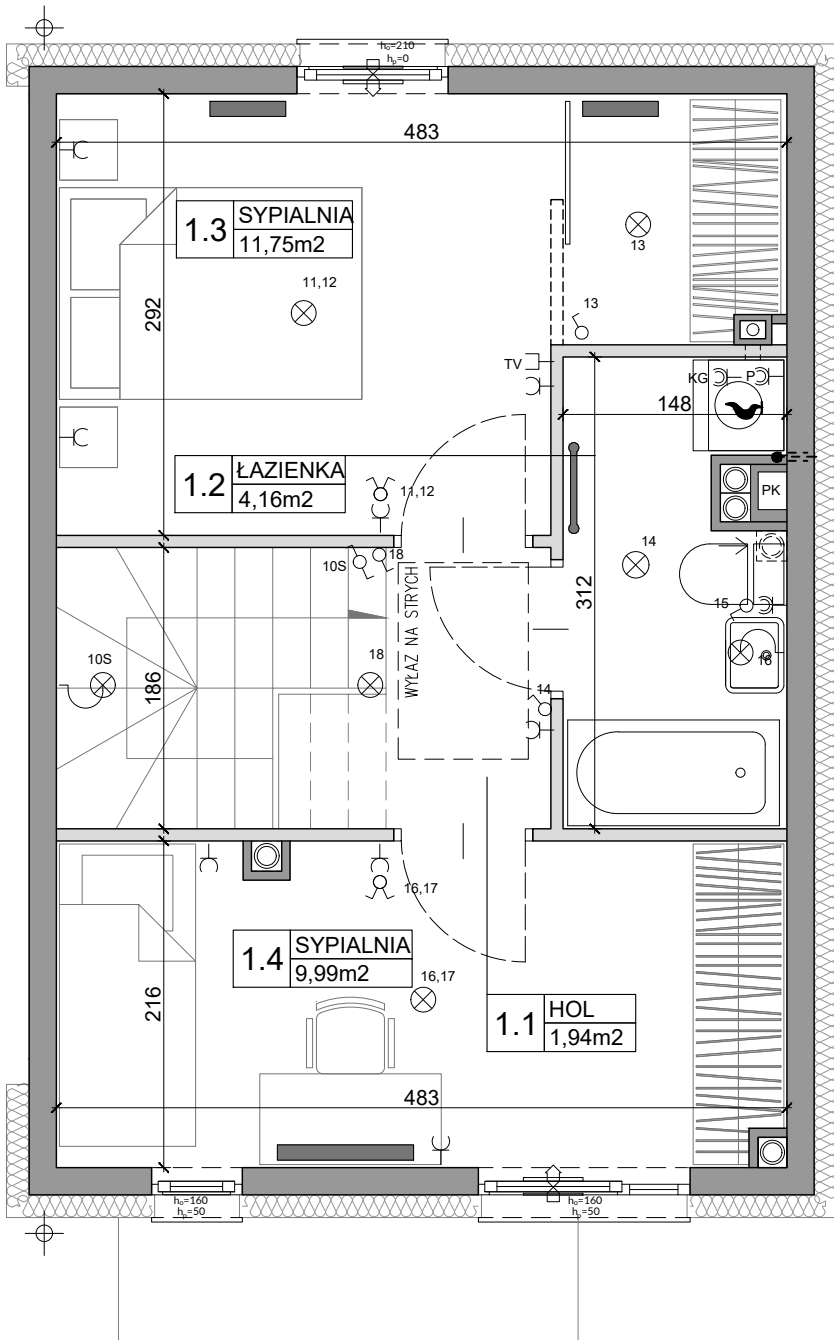 h₀=210
hₚ=0
483
13
1.3 SYPIALNIA
11,75m2
11,12
13
292
TV
KG P
148
1.2 ŁAZIENKA
4,16m2
11,12
PK
18
10S
14
WYŁAZ NA STRYCH
312
15
16
10S
186
18
14
16,17
1.4 SYPIALNIA
9,99m2
16,17
216
1.1 HOL
1,94m2
483
h₀=160
hₚ=50
h₀=160
hₚ=50